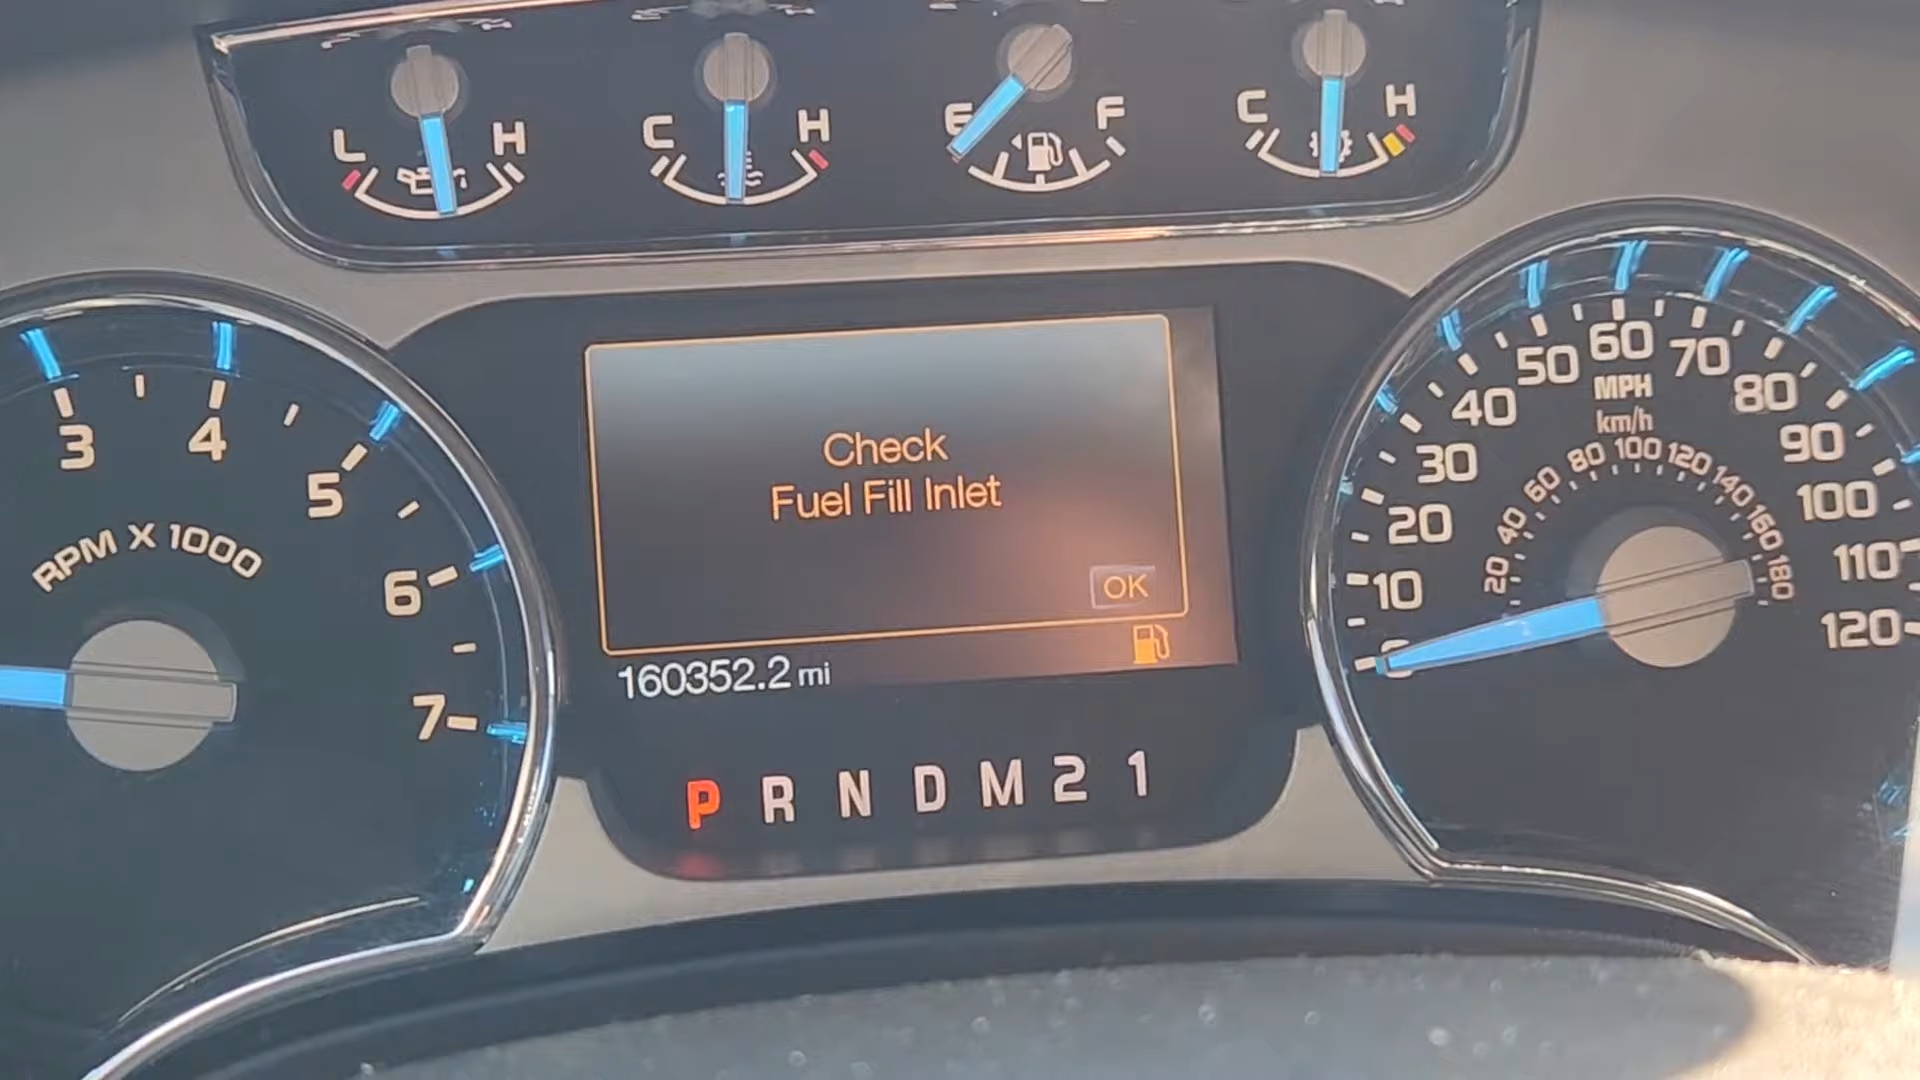 L H
C H
E F
C H
3 4 5 6 7
RPM X 1000
Check
Fuel Fill Inlet
OK
160352.2 mi
P R N D M 2 1
10 20 30 40 50 60 70 80 90 100 110 120
MPH
km/h
20 40 60 80 100 120 140 160 180